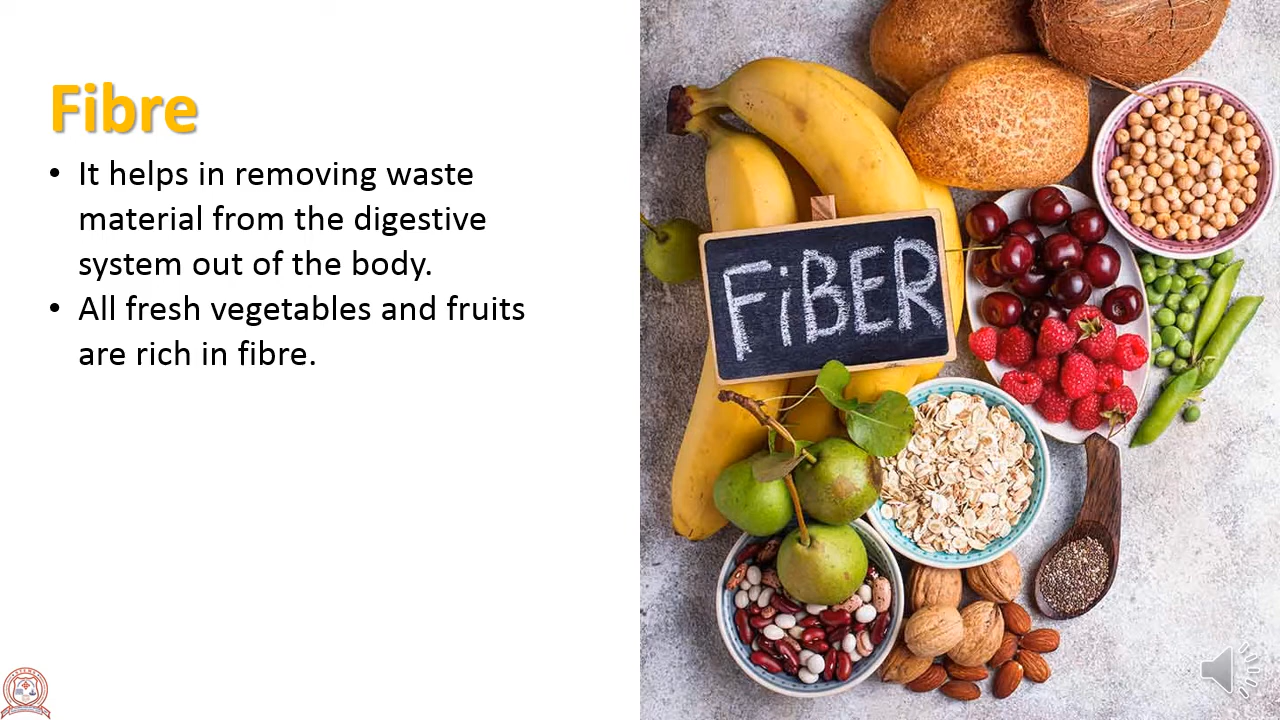 Fibre
• It helps in removing waste
material from the digestive
system out of the body.
• All fresh vegetables and fruits
are rich in fibre.
FiBER